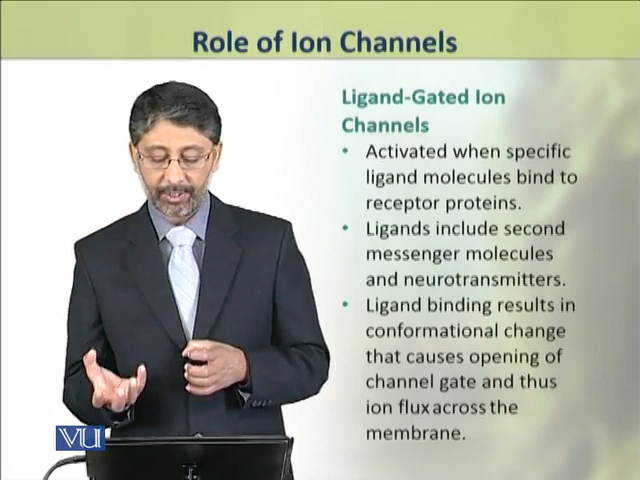 Role of Ion Channels
Ligand-Gated Ion
Channels
• Activated when specific
ligand molecules bind to
receptor proteins.
• Ligands include second
messenger molecules
and neurotransmitters.
• Ligand binding results in
conformational change
that causes opening of
channel gate and thus
ion flux across the
membrane.
VU